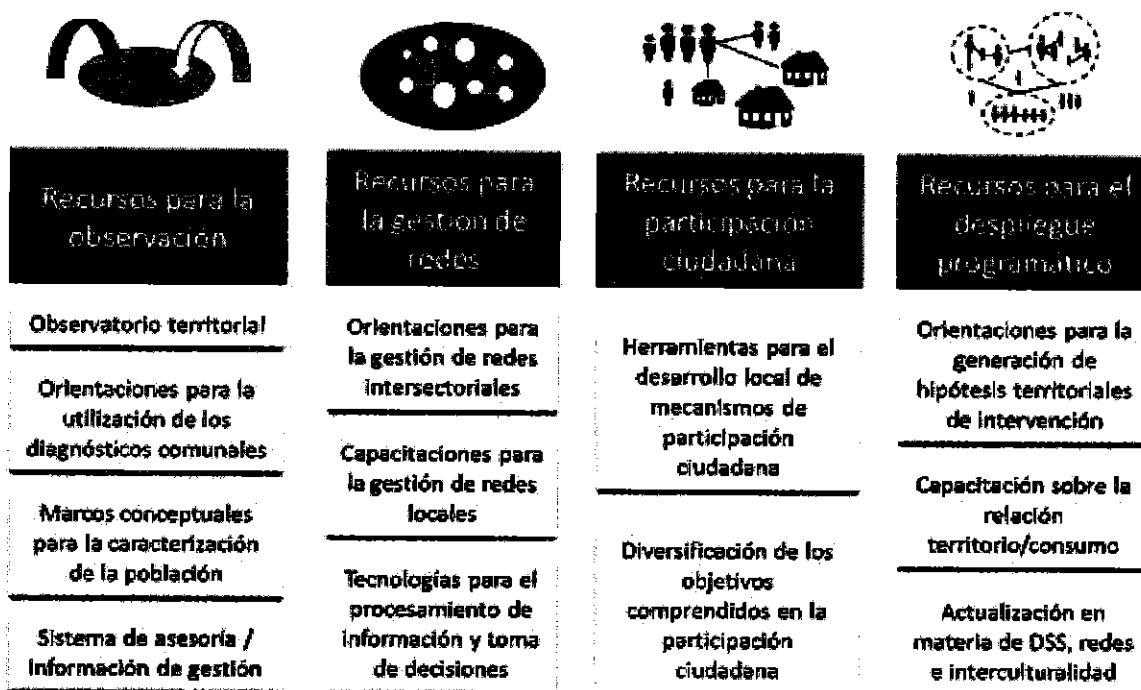 Recursos para la
observación
Observatorio territorial
Orientaciones para la
utilización de los
diagnósticos comunales
Marcos conceptuales
para la caracterización
de la población
Sistema de asesoría /
Información de gestión
Recursos para
la gestión de
redes
Orientaciones para
la gestión de redes
intersectoriales
Capacitaciones para
la gestión de redes
locales
Tecnologías para el
procesamiento de
información y toma
de decisiones
Recursos para la
participación
ciudadana
Herramientas para el
desarrollo local de
mecanismos de
participación
ciudadana
Diversificación de los
objetivos
comprendidos en la
participación
ciudadana
Recursos para el
despliegue
programático
Orientaciones para la
generación de
hipótesis territoriales
de intervención
Capacitación sobre la
relación
territorio/consumo
Actualización en
materia de DSS, redes
e interculturalidad